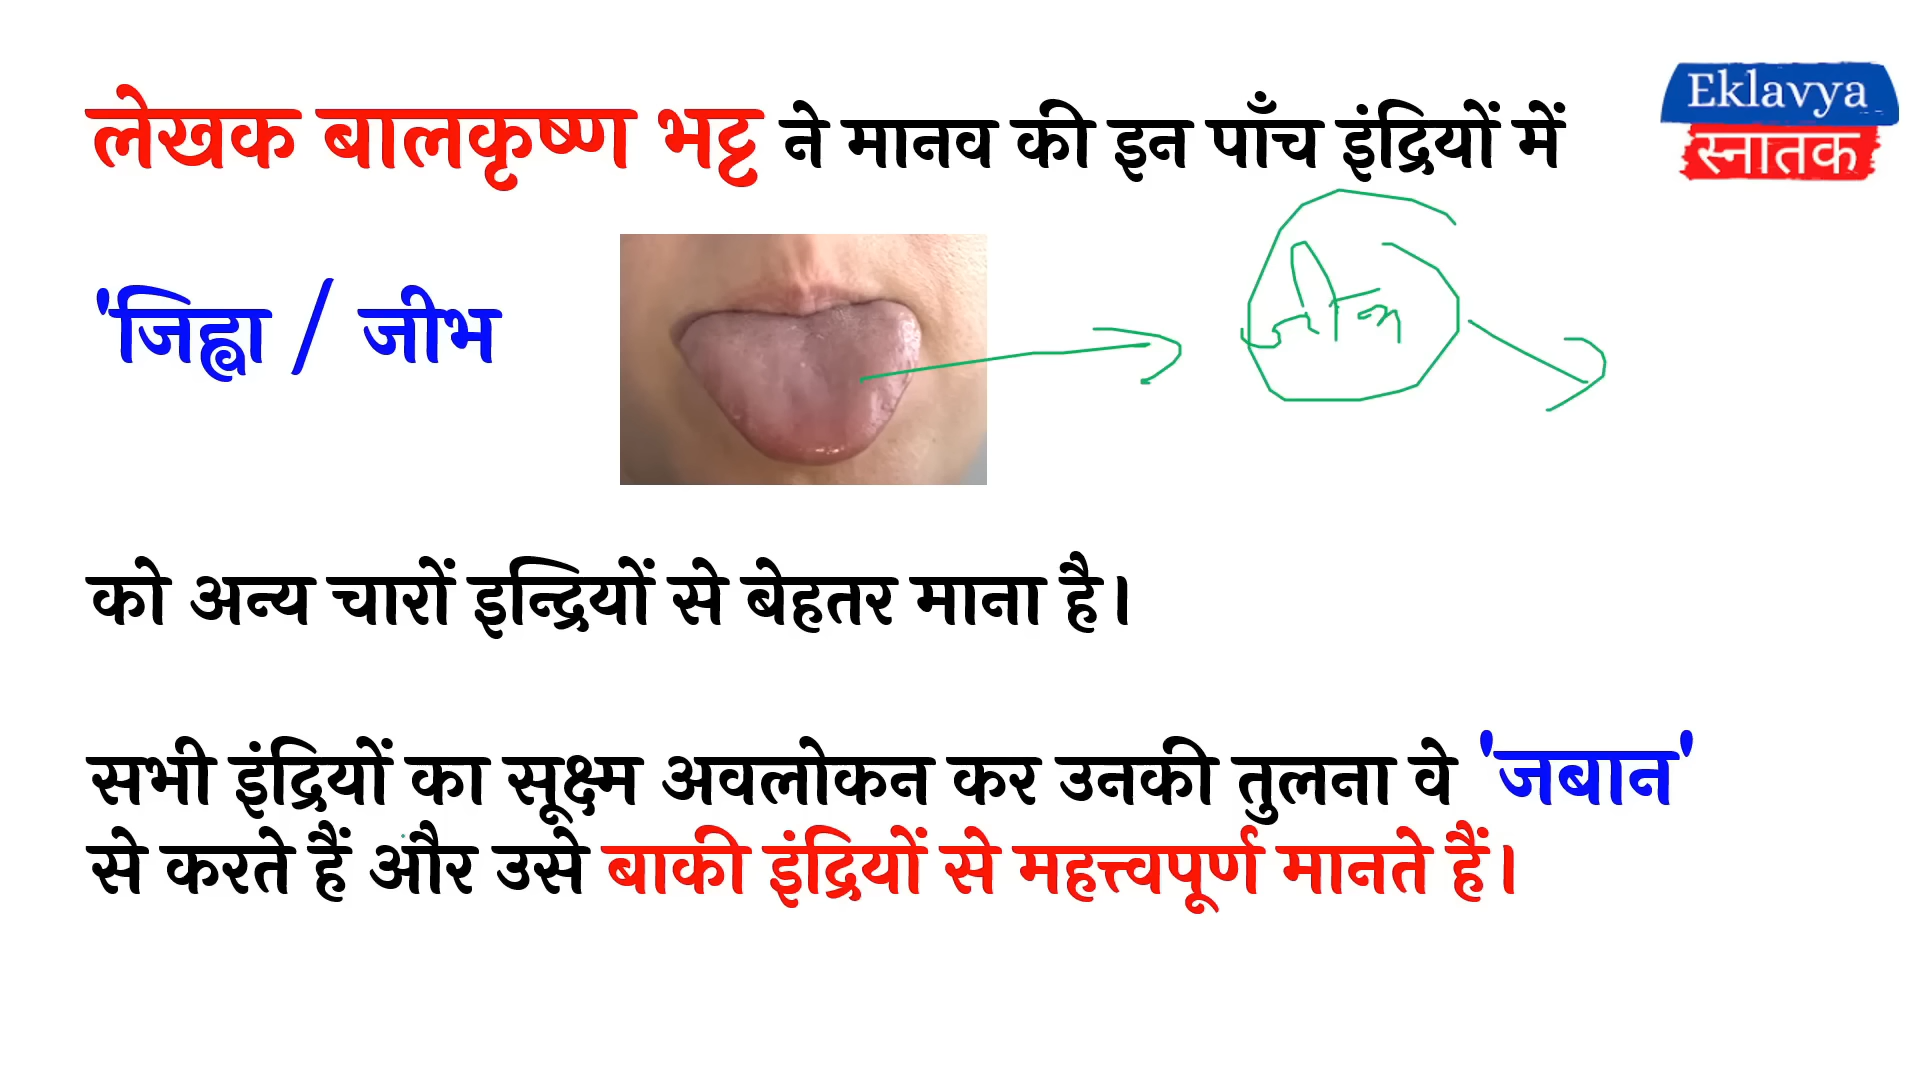 Eklavya
स्नातक
लेखक बालकृष्ण भट्ट ने मानव की इन पाँच इंद्रियों में
'जिह्वा / जीभ
को अन्य चारों इन्द्रियों से बेहतर माना है।
सभी इंद्रियों का सूक्ष्म अवलोकन कर उनकी तुलना वे 'जबान'
से करते हैं और उसे बाकी इंद्रियों से महत्त्वपूर्ण मानते हैं।